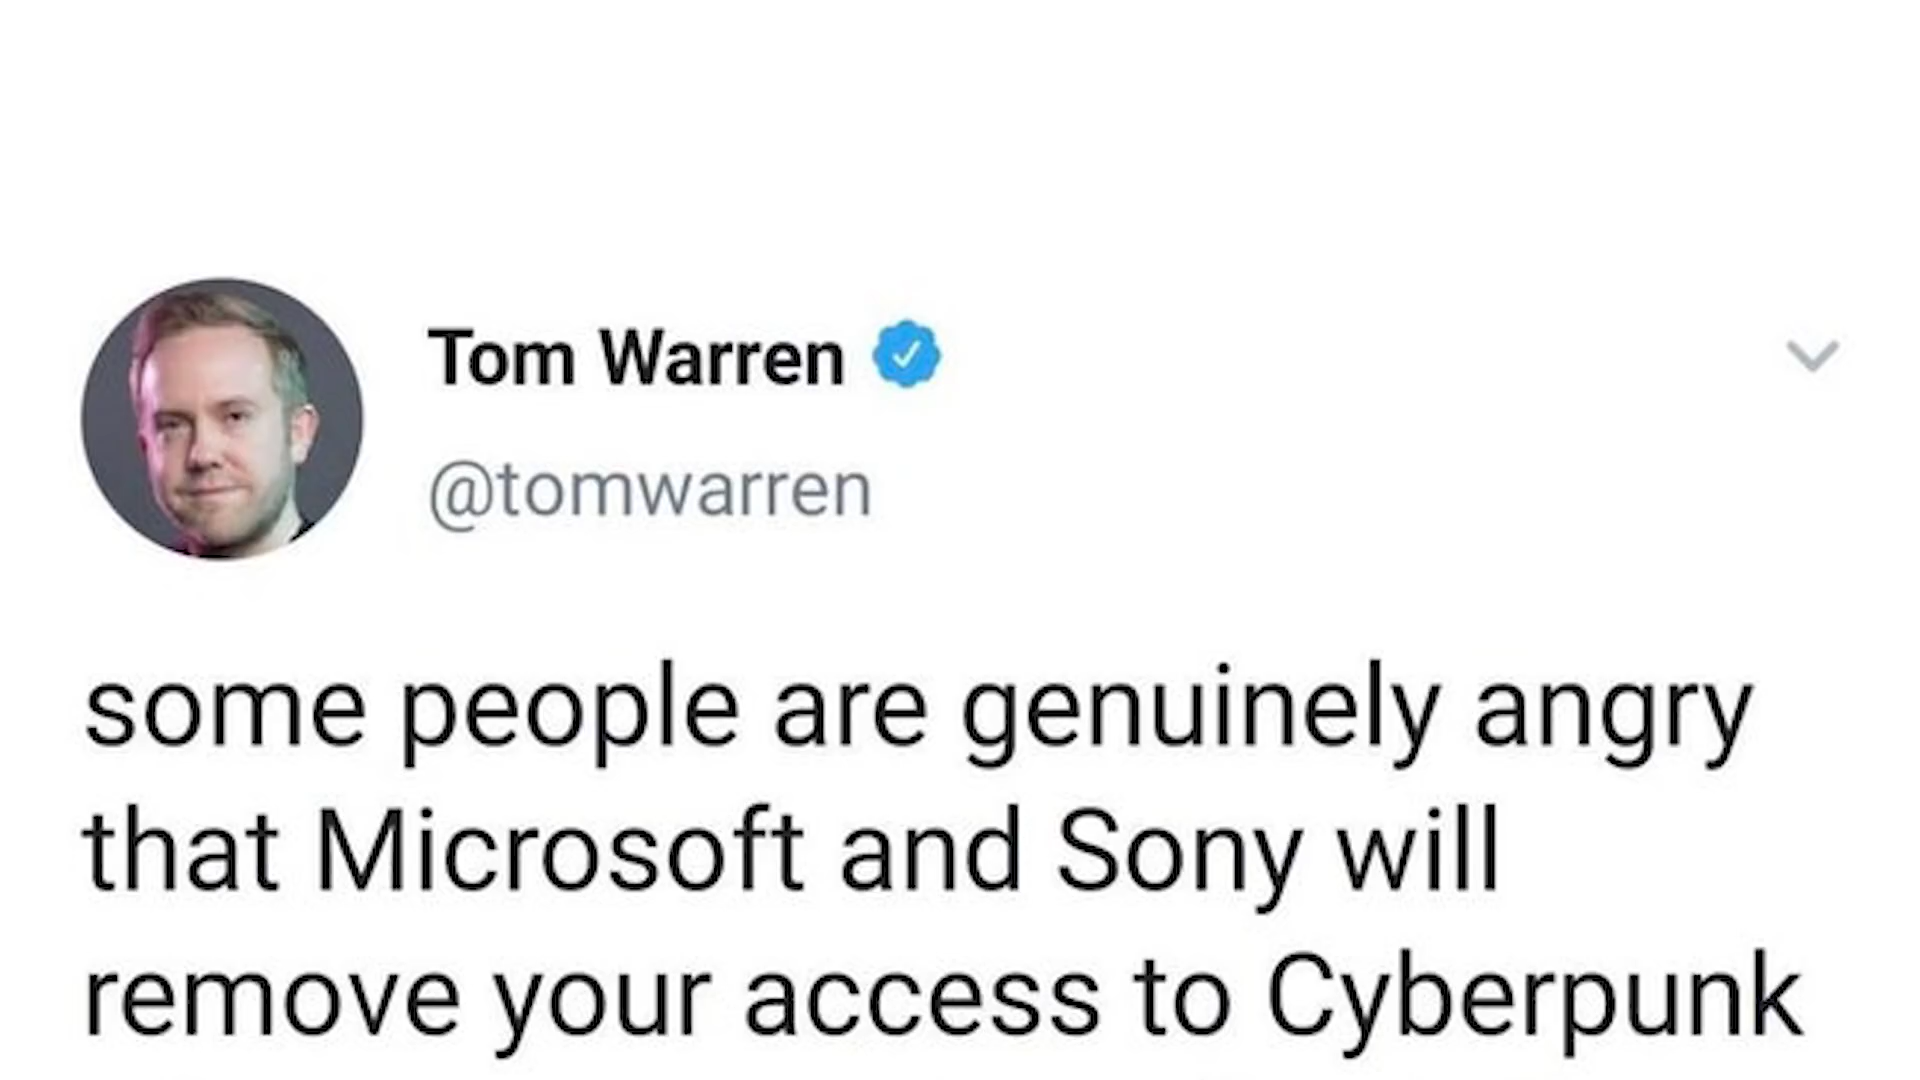 Tom Warren
@tomwarren
some people are genuinely angry
that Microsoft and Sony will
remove your access to Cyberpunk